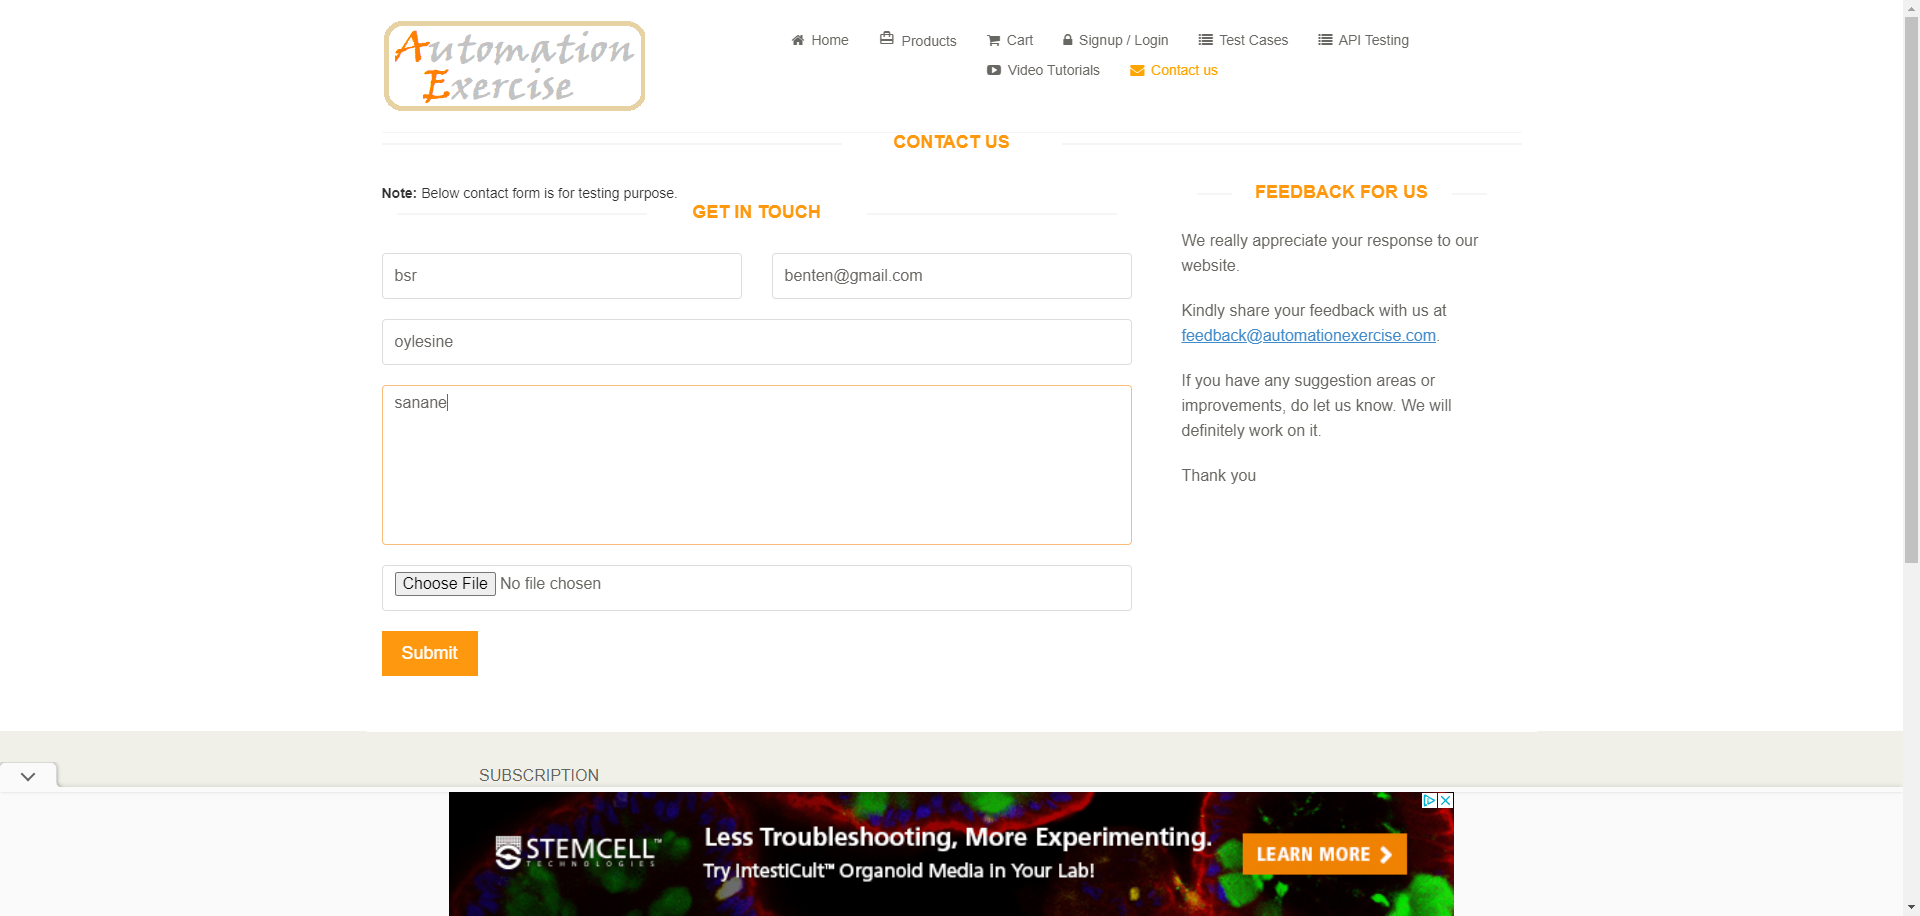 Automation
Exercise
Home
Products
Cart
Signup / Login
Test Cases
API Testing
Video Tutorials
Contact us
CONTACT US
Note: Below contact form is for testing purpose.
GET IN TOUCH
bsr
benten@gmail.com
oylesine
sanane
Choose File No file chosen
Submit
FEEDBACK FOR US
We really appreciate your response to our
website.
Kindly share your feedback with us at
feedback@automationexercise.com.
If you have any suggestion areas or
improvements, do let us know. We will
definitely work on it.
Thank you
SUBSCRIPTION
STEMCELL™
TECHNOLOGIES
Less Troubleshooting, More Experimenting.
Try IntestiCult™ Organoid Media in Your Lab!
LEARN MORE